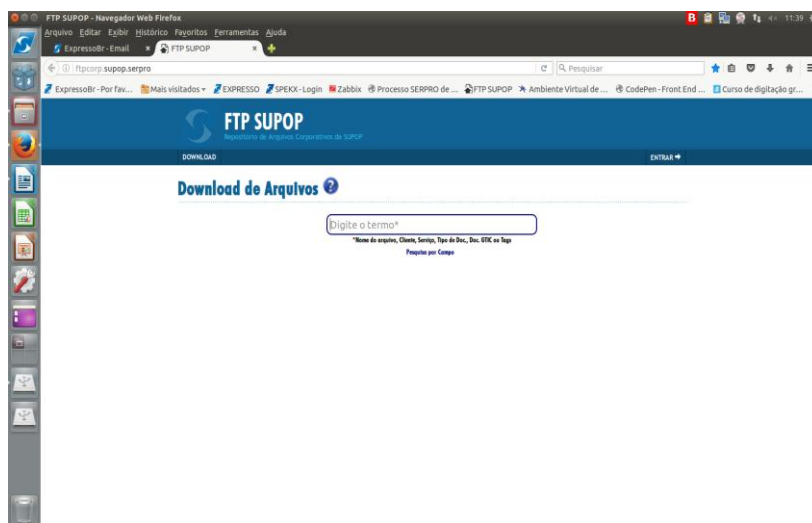 FTP SUPOP - Navegador Web Firefox
11:39
Arquivo Editar Exibir Histórico Favoritos Ferramentas Ajuda
ExpressoBr - Email
FTP SUPOP
ftpcorp.supop.serpro
Pesquisar
ExpressoBr - Por fav...
Mais visitados
EXPRESSO
SPEKX - Login
Zabbix
Processo SERPRO de ...
FTP SUPOP
Ambiente Virtual de ...
CodePen - Front End ...
Curso de digitação gr...
FTP SUPOP
Repositório de Arquivos Corporativos da SUPOP
DOWNLOAD
ENTRAR
Download de Arquivos
Digite o termo*
*Nome do arquivo, Cliente, Serviço, Tipo de Doc., Doc. GTIC ou Tags
Pesquisa por Campo